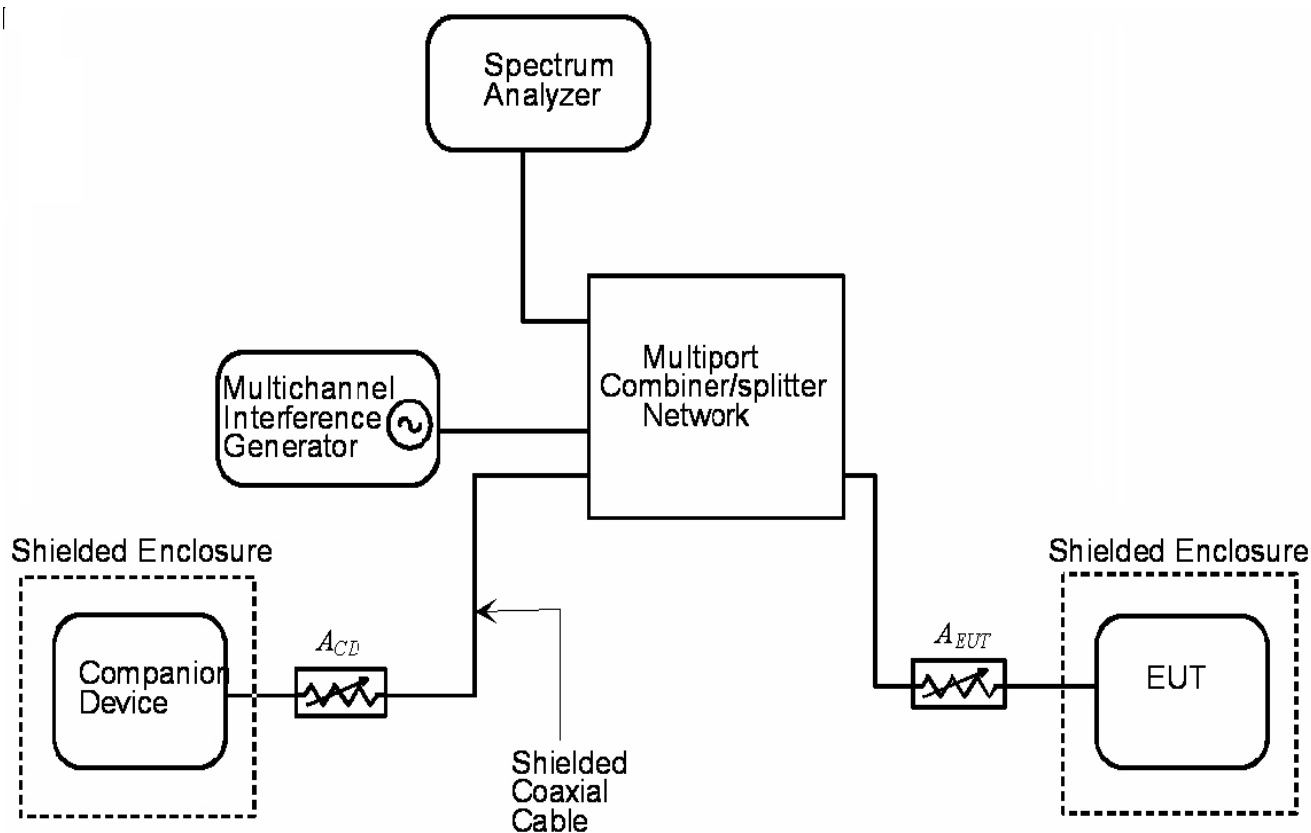 Spectrum
Analyzer
Multiport
Combiner/splitter
Network
Multichannel
Interference
Generator
Shielded Enclosure
Companion
Device
A_CD
Shielded
Coaxial
Cable
Shielded Enclosure
A_EUT
EUT